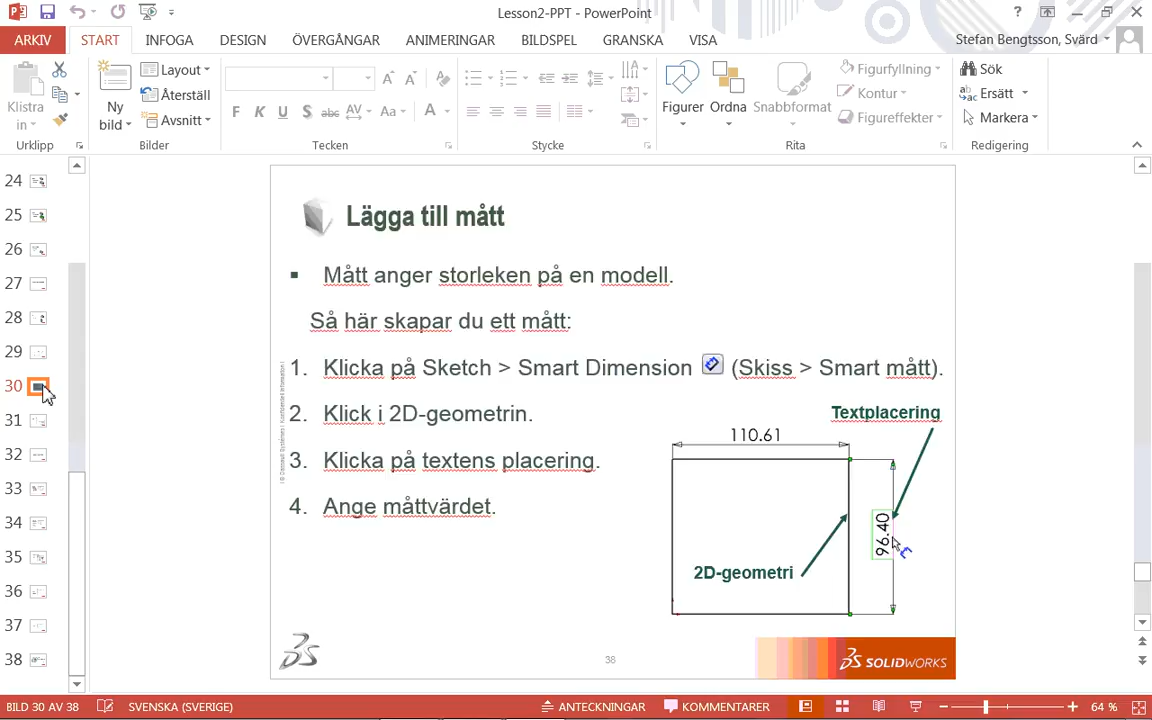 Lesson2-PPT - PowerPoint
ARKIV START INFOGA DESIGN ÖVERGÅNGAR ANIMERINGAR BILDSPEL GRANSKA VISA
Stefan Bengtsson, Svärd
Klistra in
Urklipp
Ny bild
Layout
Återställ
Avsnitt
Bilder
F K U S abc AV Aa A
Tecken
Stycke
Figurer
Ordna
Snabbformat
Figurfyllning
Kontur
Figureffekter
Rita
Sök
Ersätt
Markera
Redigering
24
25
26
27
28
29
30
31
32
33
34
35
36
37
38
Lägga till mått
Mått anger storleken på en modell.
Så här skapar du ett mått:
1. Klicka på Sketch > Smart Dimension (Skiss > Smart mått).
2. Klick i 2D-geometrin.
3. Klicka på textens placering.
4. Ange måttvärdet.
Textplacering
110.61
96.40
2D-geometri
38
SOLIDWORKS
BILD 30 AV 38 SVENSKA (SVERIGE) ANTECKNINGAR KOMMENTARER 64 %